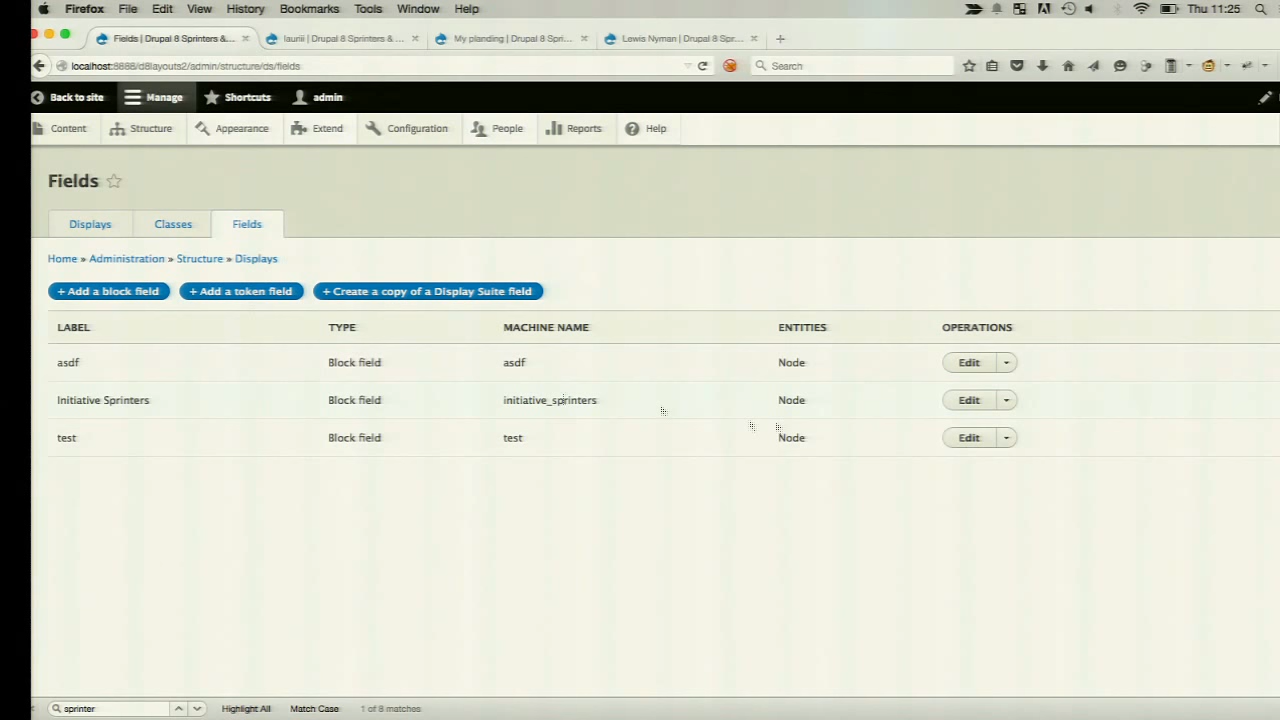 Firefox File Edit View History Bookmarks Tools Window Help Thu 11:25
Fields | Drupal 8 Sprinters &... laurii | Drupal 8 Sprinters & ... My planding | Drupal 8 Spri... Lewis Nyman | Drupal 8 Spr...
localhost:8888/d8layouts2/admin/structure/ds/fields Search
Back to site Manage Shortcuts admin
Content Structure Appearance Extend Configuration People Reports Help
Fields
Displays Classes Fields
Home » Administration » Structure » Displays
+ Add a block field + Add a token field + Create a copy of a Display Suite field
LABEL TYPE MACHINE NAME ENTITIES OPERATIONS
asdf Block field asdf Node Edit
Initiative Sprinters Block field initiative_sprinters Node Edit
test Block field test Node Edit
sprinter Highlight All Match Case 1 of 8 matches